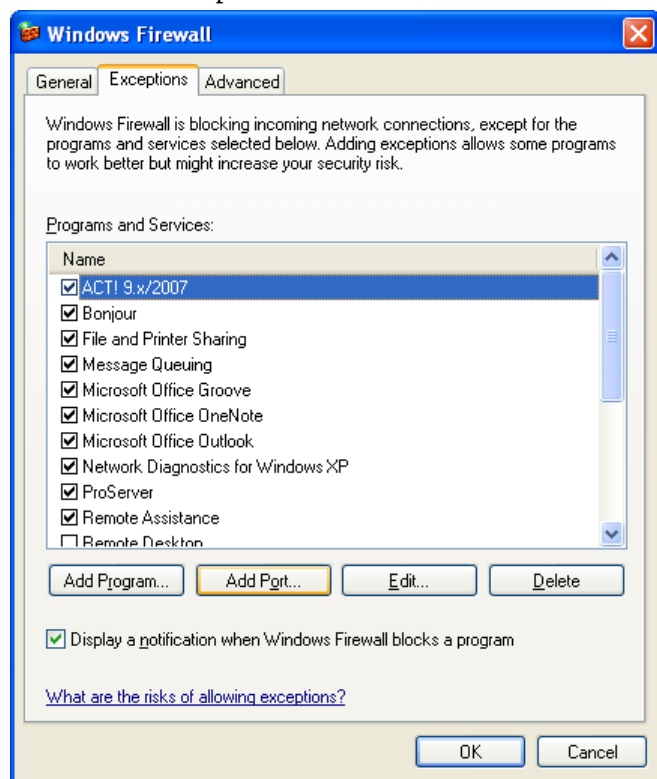 Windows Firewall
General Exceptions Advanced
Windows Firewall is blocking incoming network connections, except for the
programs and services selected below. Adding exceptions allows some programs
to work better but might increase your security risk.
Programs and Services:
Name
ACT! 9.x/2007
Bonjour
File and Printer Sharing
Message Queuing
Microsoft Office Groove
Microsoft Office OneNote
Microsoft Office Outlook
Network Diagnostics for Windows XP
ProServer
Remote Assistance
Remote Desktop
Add Program... Add Port... Edit... Delete
Display a notification when Windows Firewall blocks a program
What are the risks of allowing exceptions?
OK Cancel